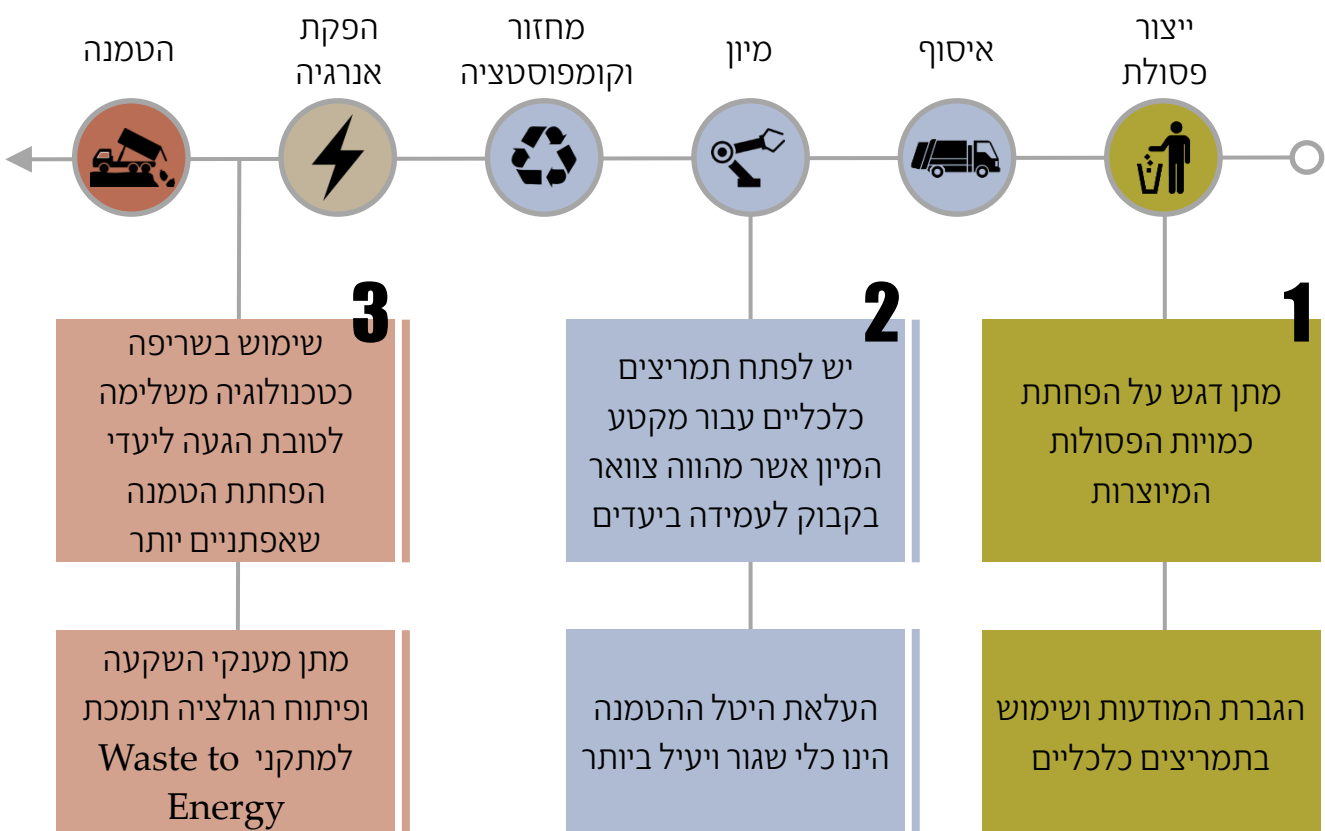 ייצור
פסולת
איסוף
מיון
מחזור
וקומפוסטציה
הפקת
אנרגיה
הטמנה
1
מתן דגש על הפחתת
כמויות הפסולות
המיוצרות
הגברת המודעות ושימוש
בתמריצים כלכליים
2
יש לפתח תמריצים
כלכליים עבור מקטע
המיון אשר מהווה צוואר
בקבוק לעמידה ביעדים
העלאת היטל ההטמנה
הינו כלי שגור ויעיל ביותר
3
שימוש בשריפה
כטכנולוגיה משלימה
לטובת הגעה ליעדי
הפחתת הטמנה
שאפתניים יותר
מתן מענקי השקעה
ופיתוח רגולציה תומכת
למתקני Waste to
Energy